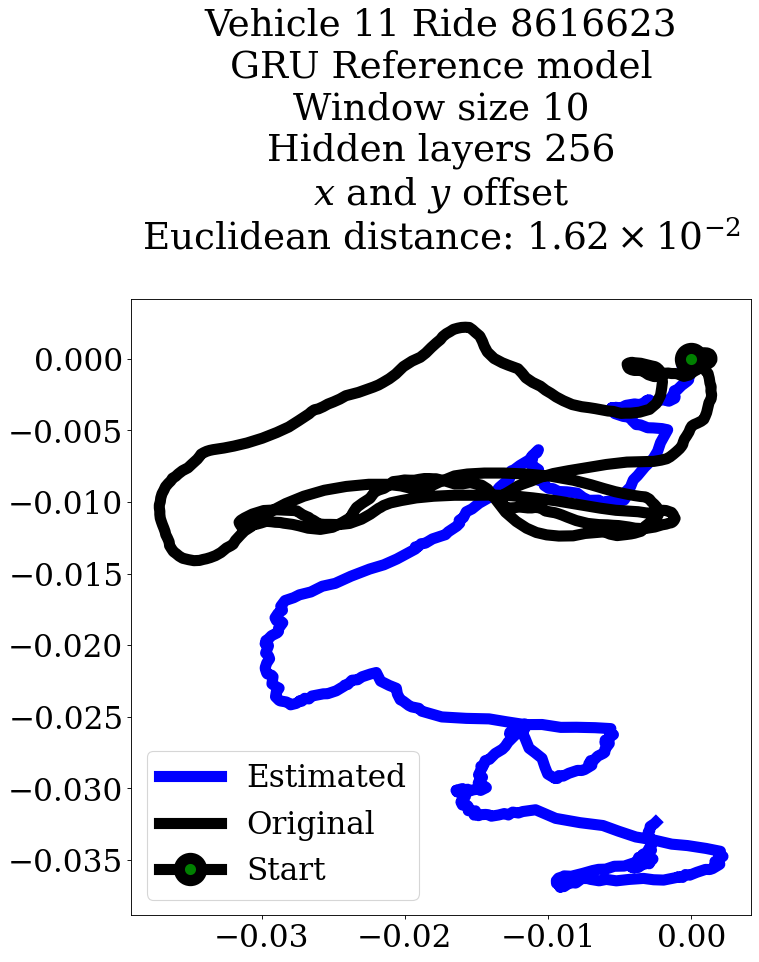 Vehicle 11 Ride 8616623
GRU Reference model
Window size 10
Hidden layers 256
x and y offset
Euclidean distance: 1.62 × 10⁻²
0.000
−0.005
−0.010
−0.015
−0.020
−0.025
−0.030
−0.035
Estimated
Original
Start
−0.03 −0.02 −0.01 0.00